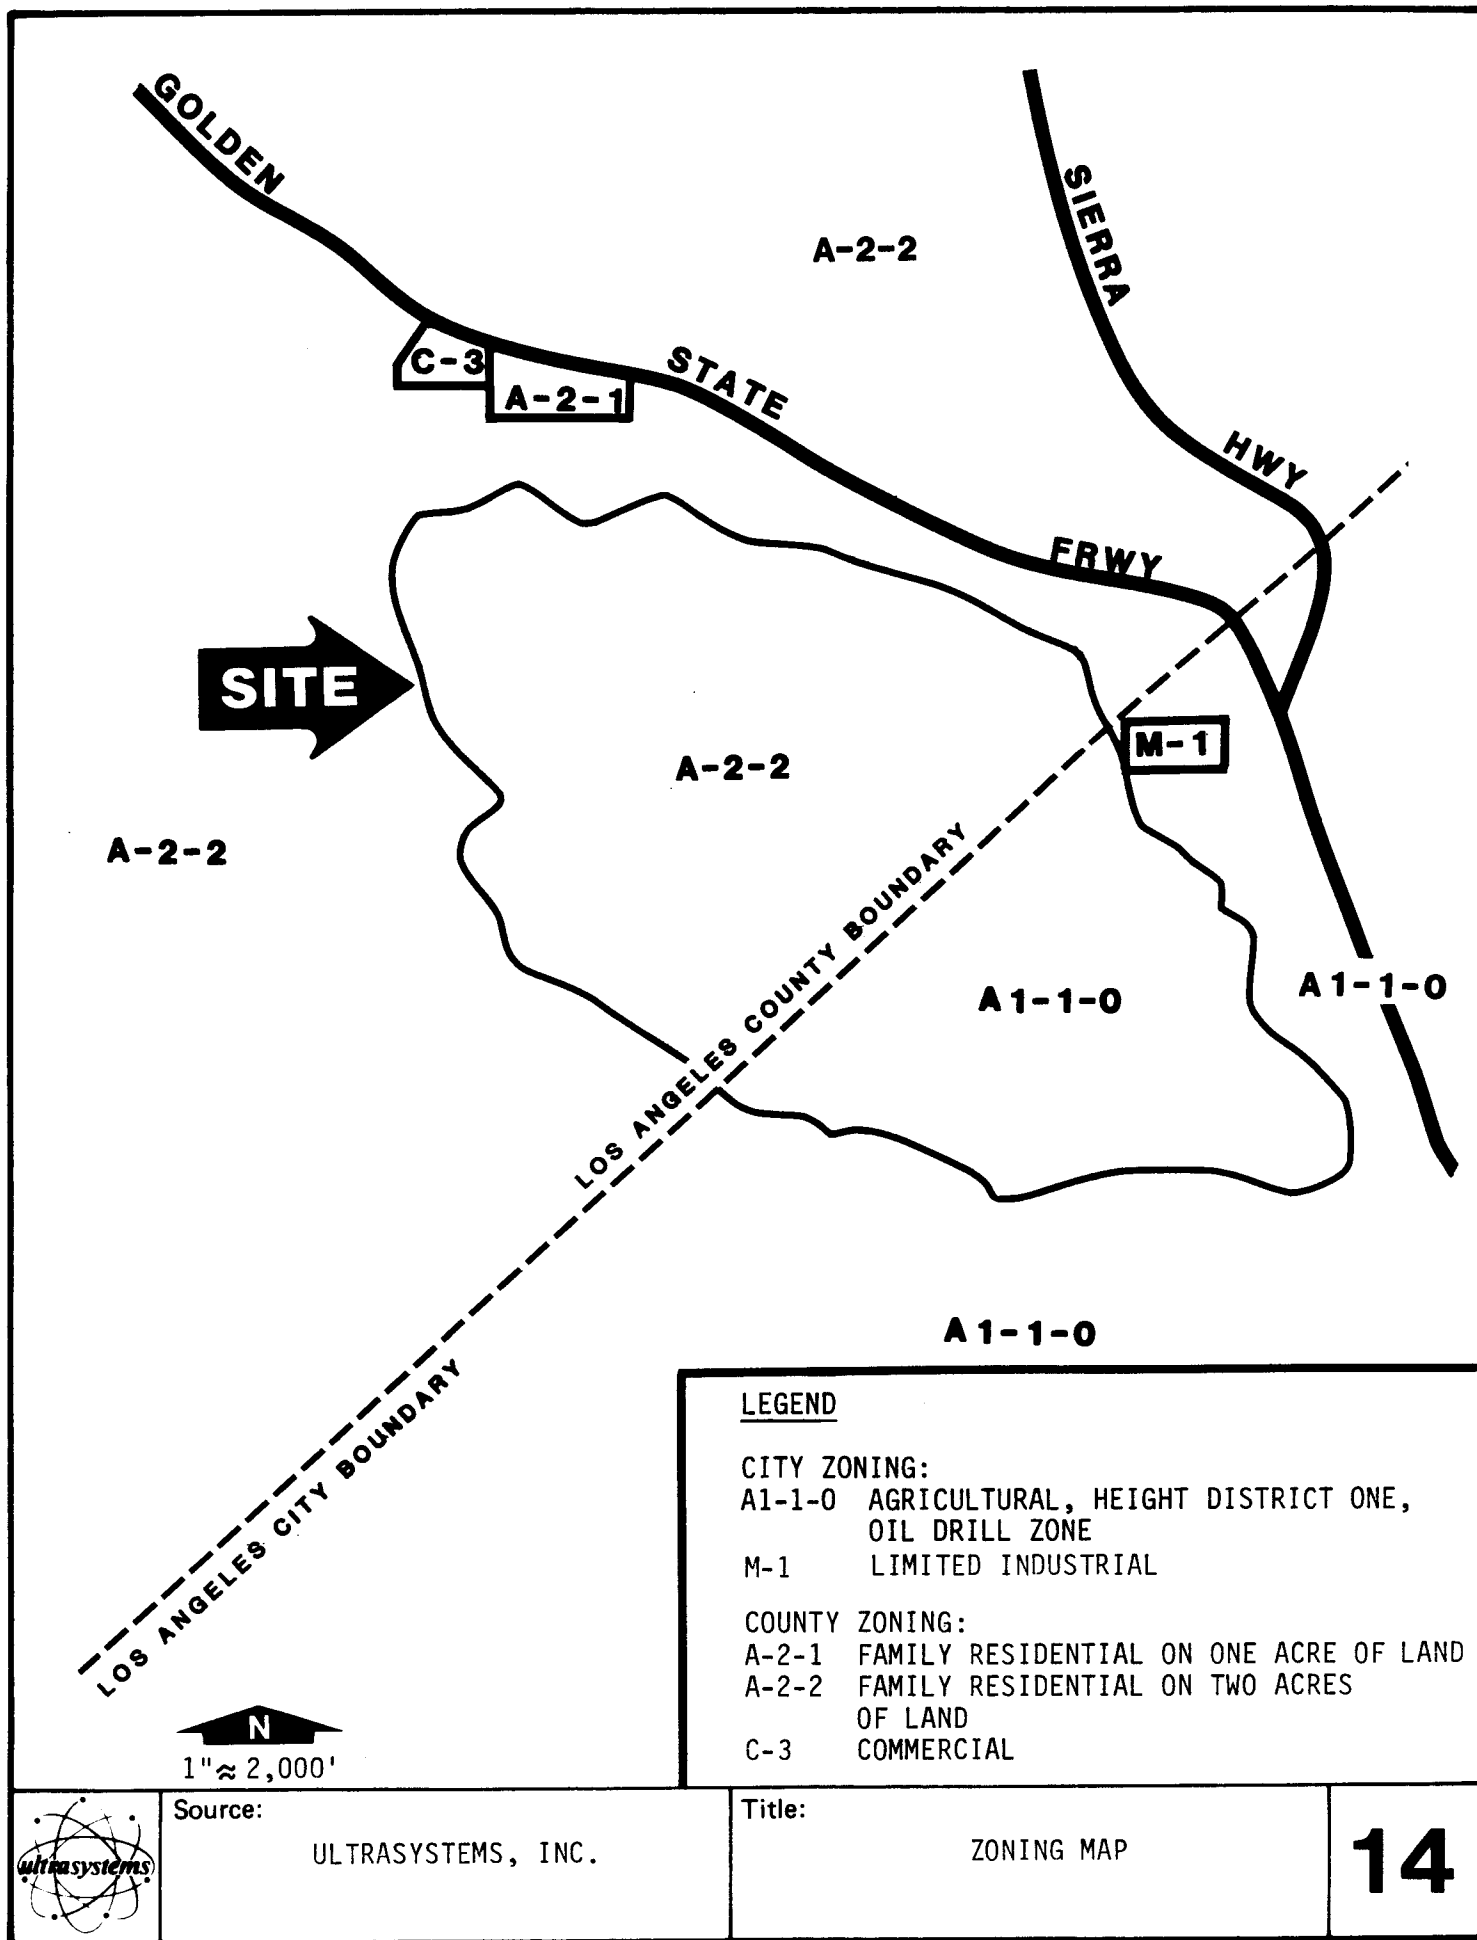 GOLDEN
SIERRA
A-2-2
C-3
STATE
A-2-1
HWY
FRWY
SITE
M-1
A-2-2
A-2-2
LOS ANGELES COUNTY BOUNDARY
A1-1-0
A1-1-0
A1-1-0
LOS ANGELES CITY BOUNDARY
LEGEND
CITY ZONING:
A1-1-0 AGRICULTURAL, HEIGHT DISTRICT ONE,
OIL DRILL ZONE
M-1 LIMITED INDUSTRIAL
COUNTY ZONING:
A-2-1 FAMILY RESIDENTIAL ON ONE ACRE OF LAND
A-2-2 FAMILY RESIDENTIAL ON TWO ACRES
OF LAND
C-3 COMMERCIAL
N
1"≈2,000'
ultrasystems
Source:
ULTRASYSTEMS, INC.
Title:
ZONING MAP
14